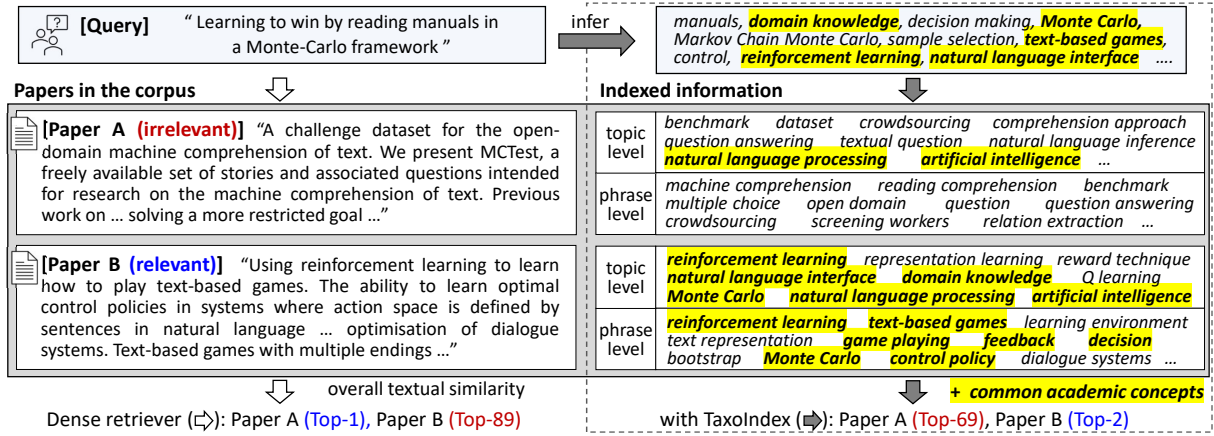 [Query] “ Learning to win by reading manuals in
a Monte-Carlo framework ”
infer
manuals, domain knowledge, decision making, Monte Carlo,
Markov Chain Monte Carlo, sample selection, text-based games,
control, reinforcement learning, natural language interface ….
Papers in the corpus
Indexed information
[Paper A (irrelevant)] “A challenge dataset for the open-
domain machine comprehension of text. We present MCTest, a
freely available set of stories and associated questions intended
for research on the machine comprehension of text. Previous
work on … solving a more restricted goal …”
topic
level
benchmark dataset crowdsourcing comprehension approach
question answering textual question natural language inference
natural language processing artificial intelligence …
phrase
level
machine comprehension reading comprehension benchmark
multiple choice open domain question question answering
crowdsourcing screening workers relation extraction …
[Paper B (relevant)] “Using reinforcement learning to learn
how to play text-based games. The ability to learn optimal
control policies in systems where action space is defined by
sentences in natural language … optimisation of dialogue
systems. Text-based games with multiple endings …”
topic
level
reinforcement learning representation learning reward technique
natural language interface domain knowledge Q learning
Monte Carlo natural language processing artificial intelligence
phrase
level
reinforcement learning text-based games learning environment
text representation game playing feedback decision
bootstrap Monte Carlo control policy dialogue systems …
overall textual similarity
+ common academic concepts
Dense retriever (⇨): Paper A (Top-1), Paper B (Top-89)
with TaxoIndex (➡): Paper A (Top-69), Paper B (Top-2)